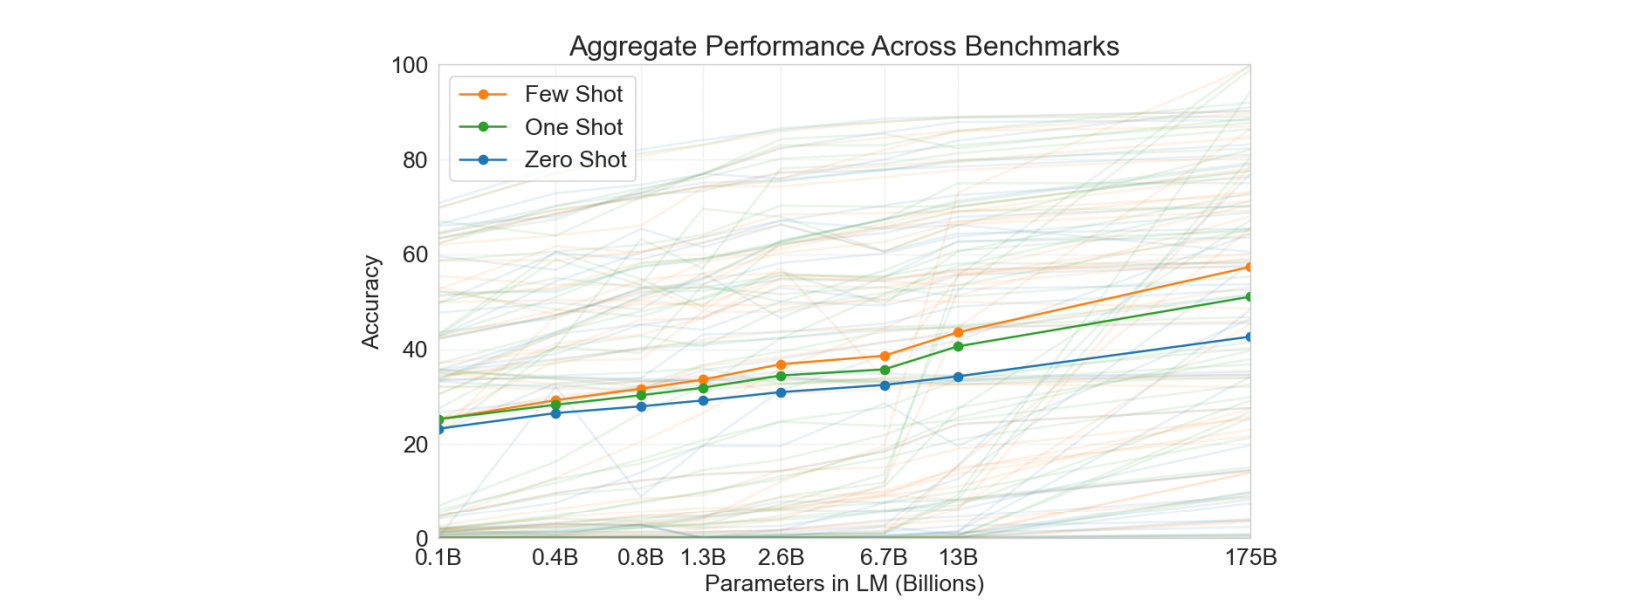 Aggregate Performance Across Benchmarks
100
80
60
40
20
0
Accuracy
Few Shot
One Shot
Zero Shot
0.1B 0.4B 0.8B 1.3B 2.6B 6.7B 13B 175B
Parameters in LM (Billions)